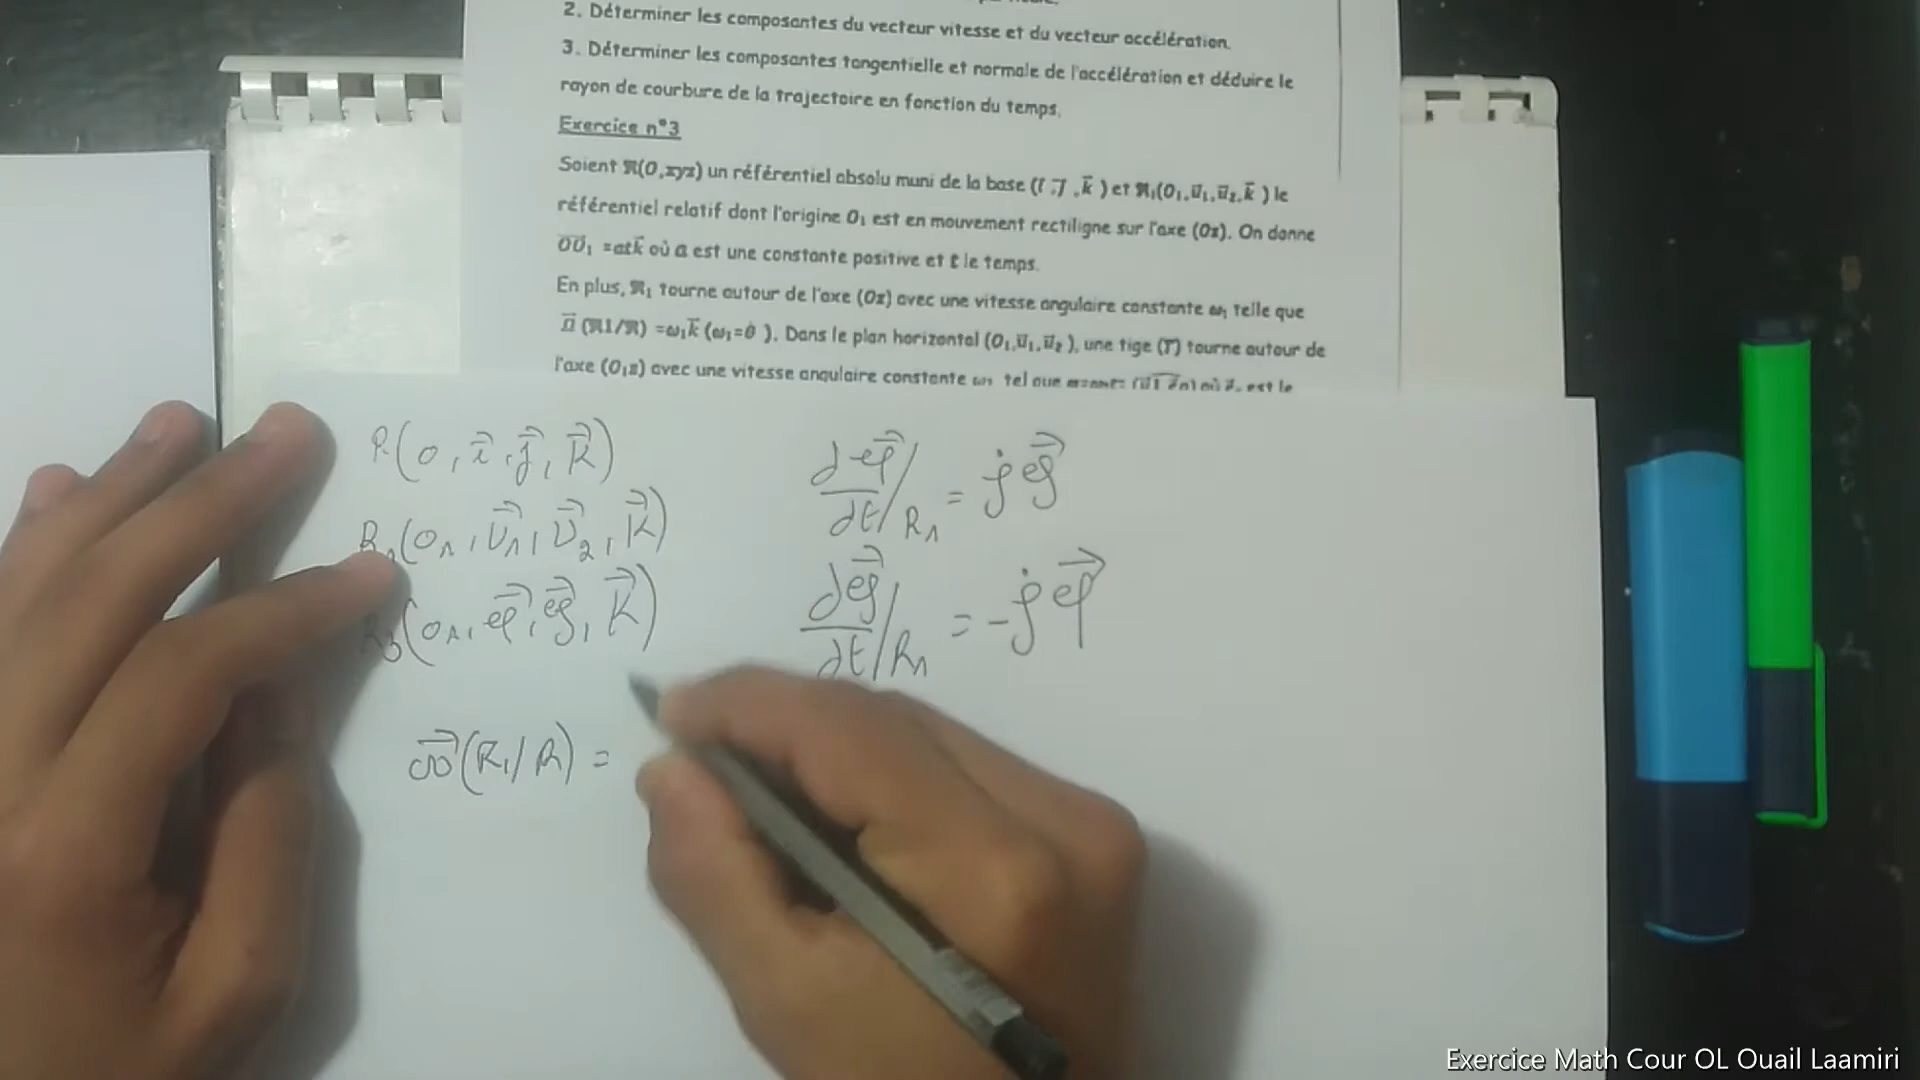 2. Déterminer les composantes du vecteur vitesse et du vecteur accélération.
3. Déterminer les composantes tangentielle et normale de l'accélération et déduire le
rayon de courbure de la trajectoire en fonction du temps.
Exercice n°3
Soient ℜ(O,xyz) un référentiel absolu muni de la base (i⃗,j⃗,k⃗) et ℜ₁(O₁,u⃗₁,u⃗₂,k⃗) le
référentiel relatif dont l'origine O₁ est en mouvement rectiligne sur l'axe (Oz). On donne
OO₁ =atk⃗ où a est une constante positive et t le temps.
En plus, ℜ₁ tourne autour de l'axe (Oz) avec une vitesse angulaire constante ω₁ telle que
Ω⃗ (ℜ1/ℜ) =ω₁k⃗ (ω₁=θ̇ ). Dans le plan horizontal (O₁,u⃗₁,u⃗₂), une tige (T) tourne autour de
l'axe (O₁z) avec une vitesse angulaire constante ω₂ tel que où est le
R(O, i⃗, j⃗, k⃗)
(O₁, U⃗₁, U⃗₂, k⃗)
(O₁, eφ⃗, eρ⃗, k⃗)
d eφ⃗/dt /R₁ = ρ̇ eρ⃗
d eρ⃗/dt /R₁ = -ρ̇ eφ⃗
ω⃗(R₁/R) =
Exercice Math Cour OL Ouail Laamiri